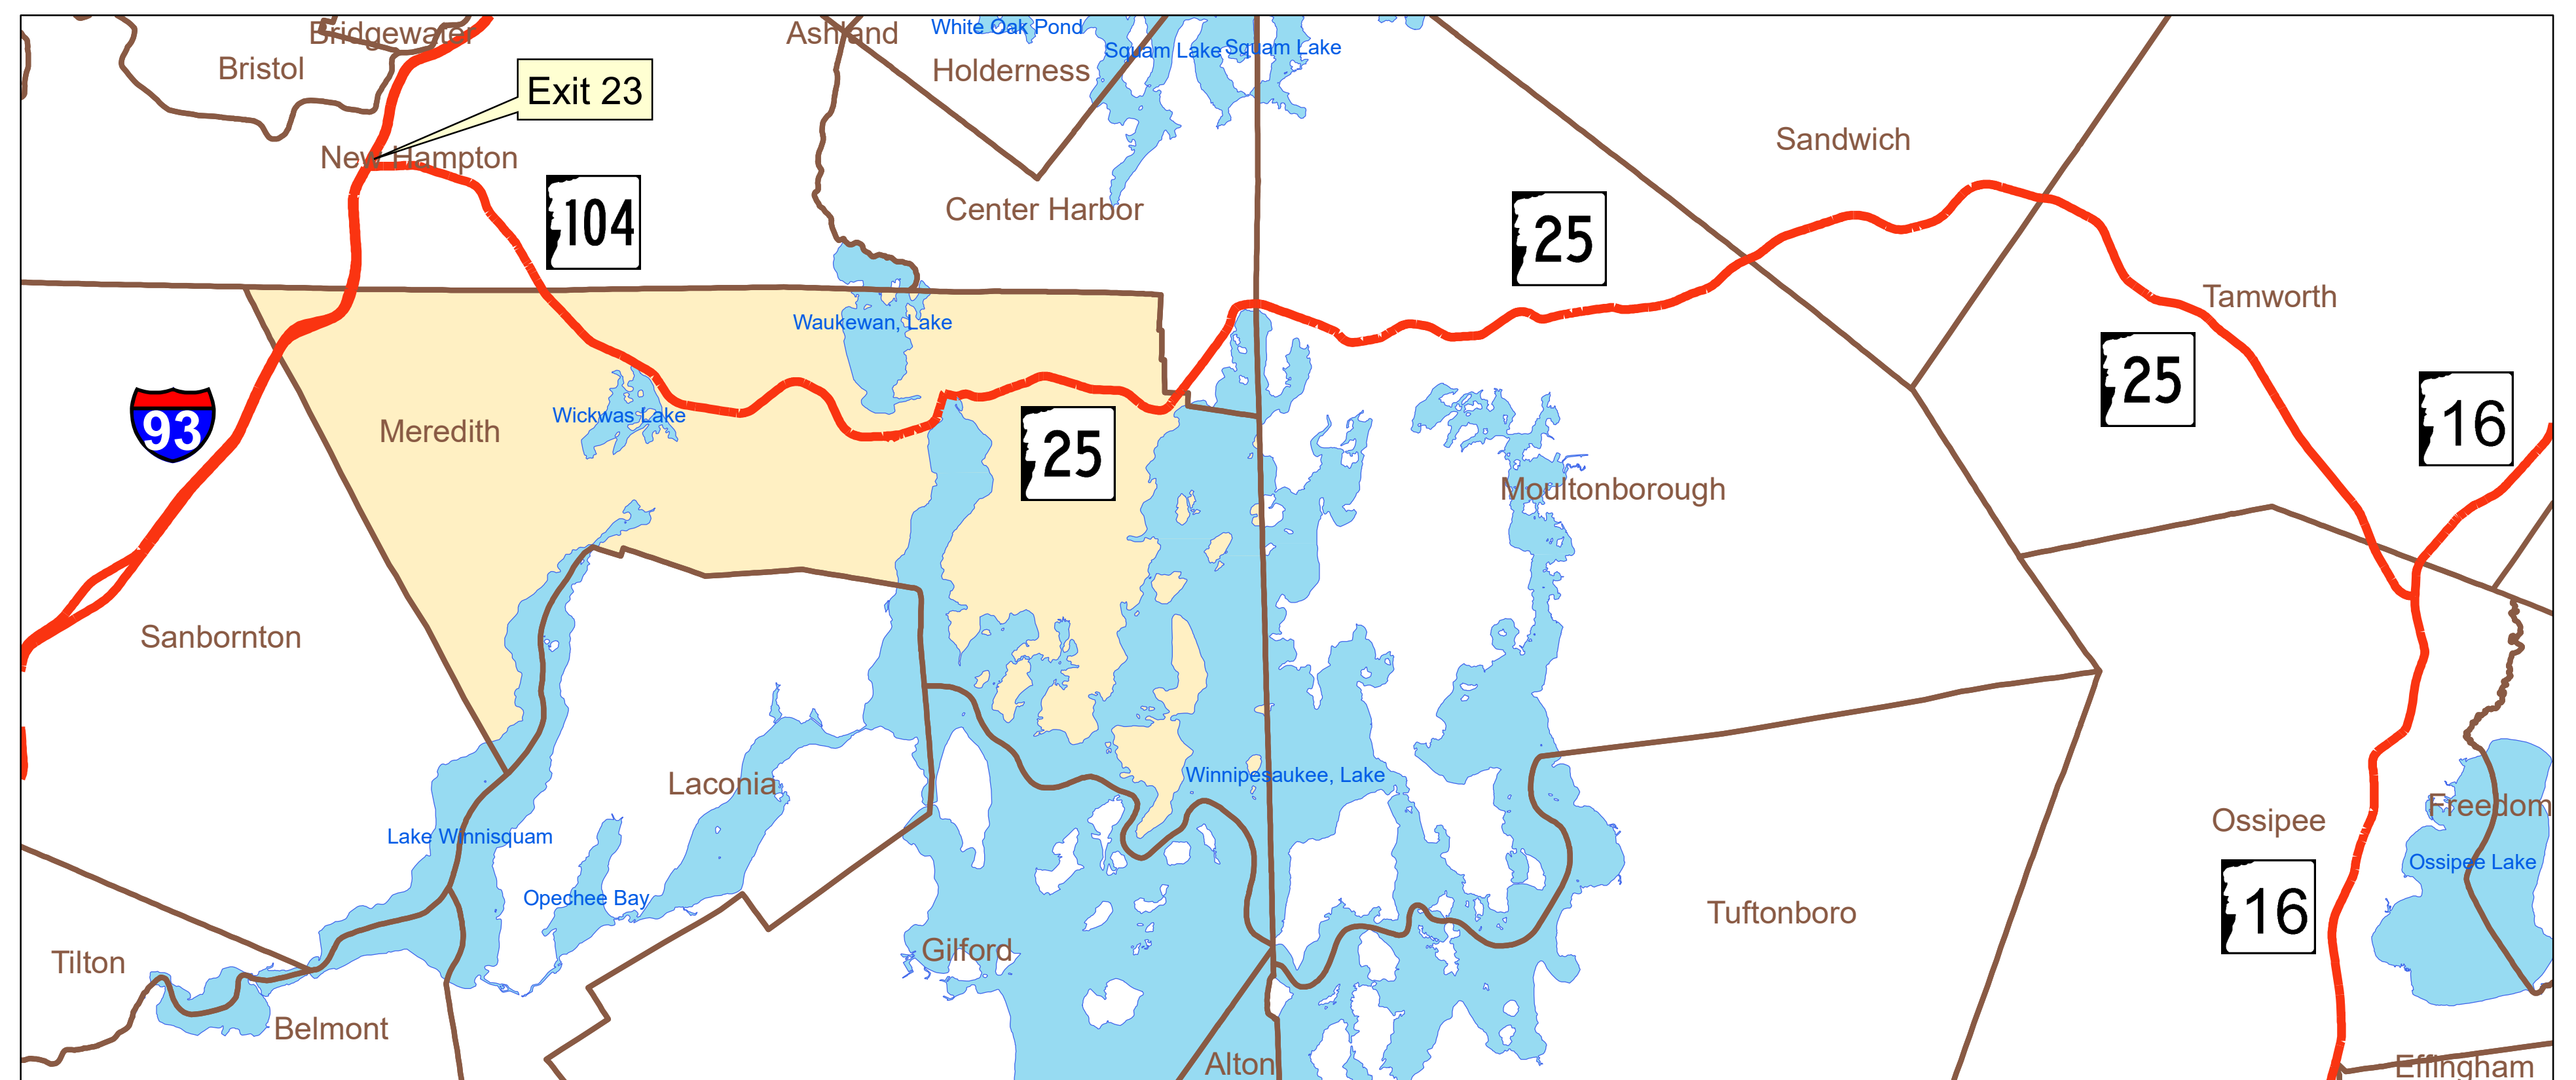 Bridgewater
Ashland
White Oak Pond
Squam Lake
Squam Lake
Bristol
Holderness
Exit 23
Sandwich
New Hampton
104
Center Harbor
25
Tamworth
Waukewan, Lake
25
16
93
Meredith
Wickwas Lake
25
Moultonborough
Sanbornton
Laconia
Winnipesaukee, Lake
Freedom
Ossipee
Lake Winnisquam
Ossipee Lake
Opechee Bay
16
Tuftonboro
Tilton
Gilford
Belmont
Alton
Effingham